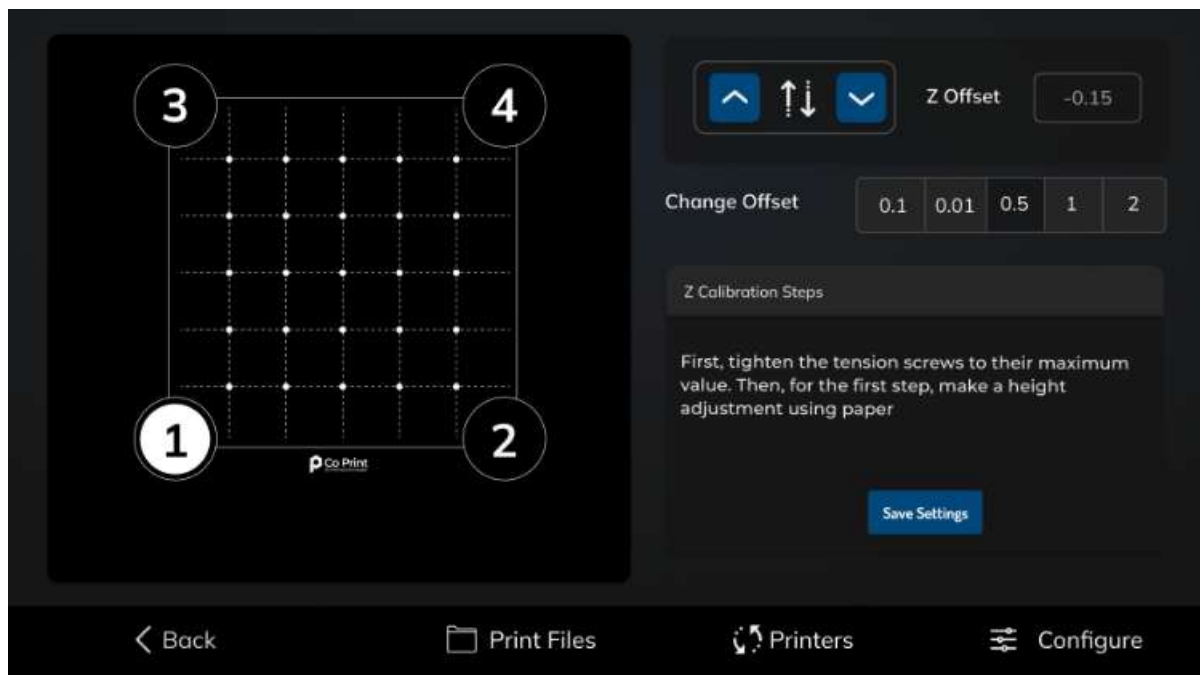 3
4
1
2
Co Print
Z Offset
-0.15
Change Offset
0.1 0.01 0.5 1 2
Z Calibration Steps
First, tighten the tension screws to their maximum
value. Then, for the first step, make a height
adjustment using paper
Save Settings
Back
Print Files
Printers
Configure